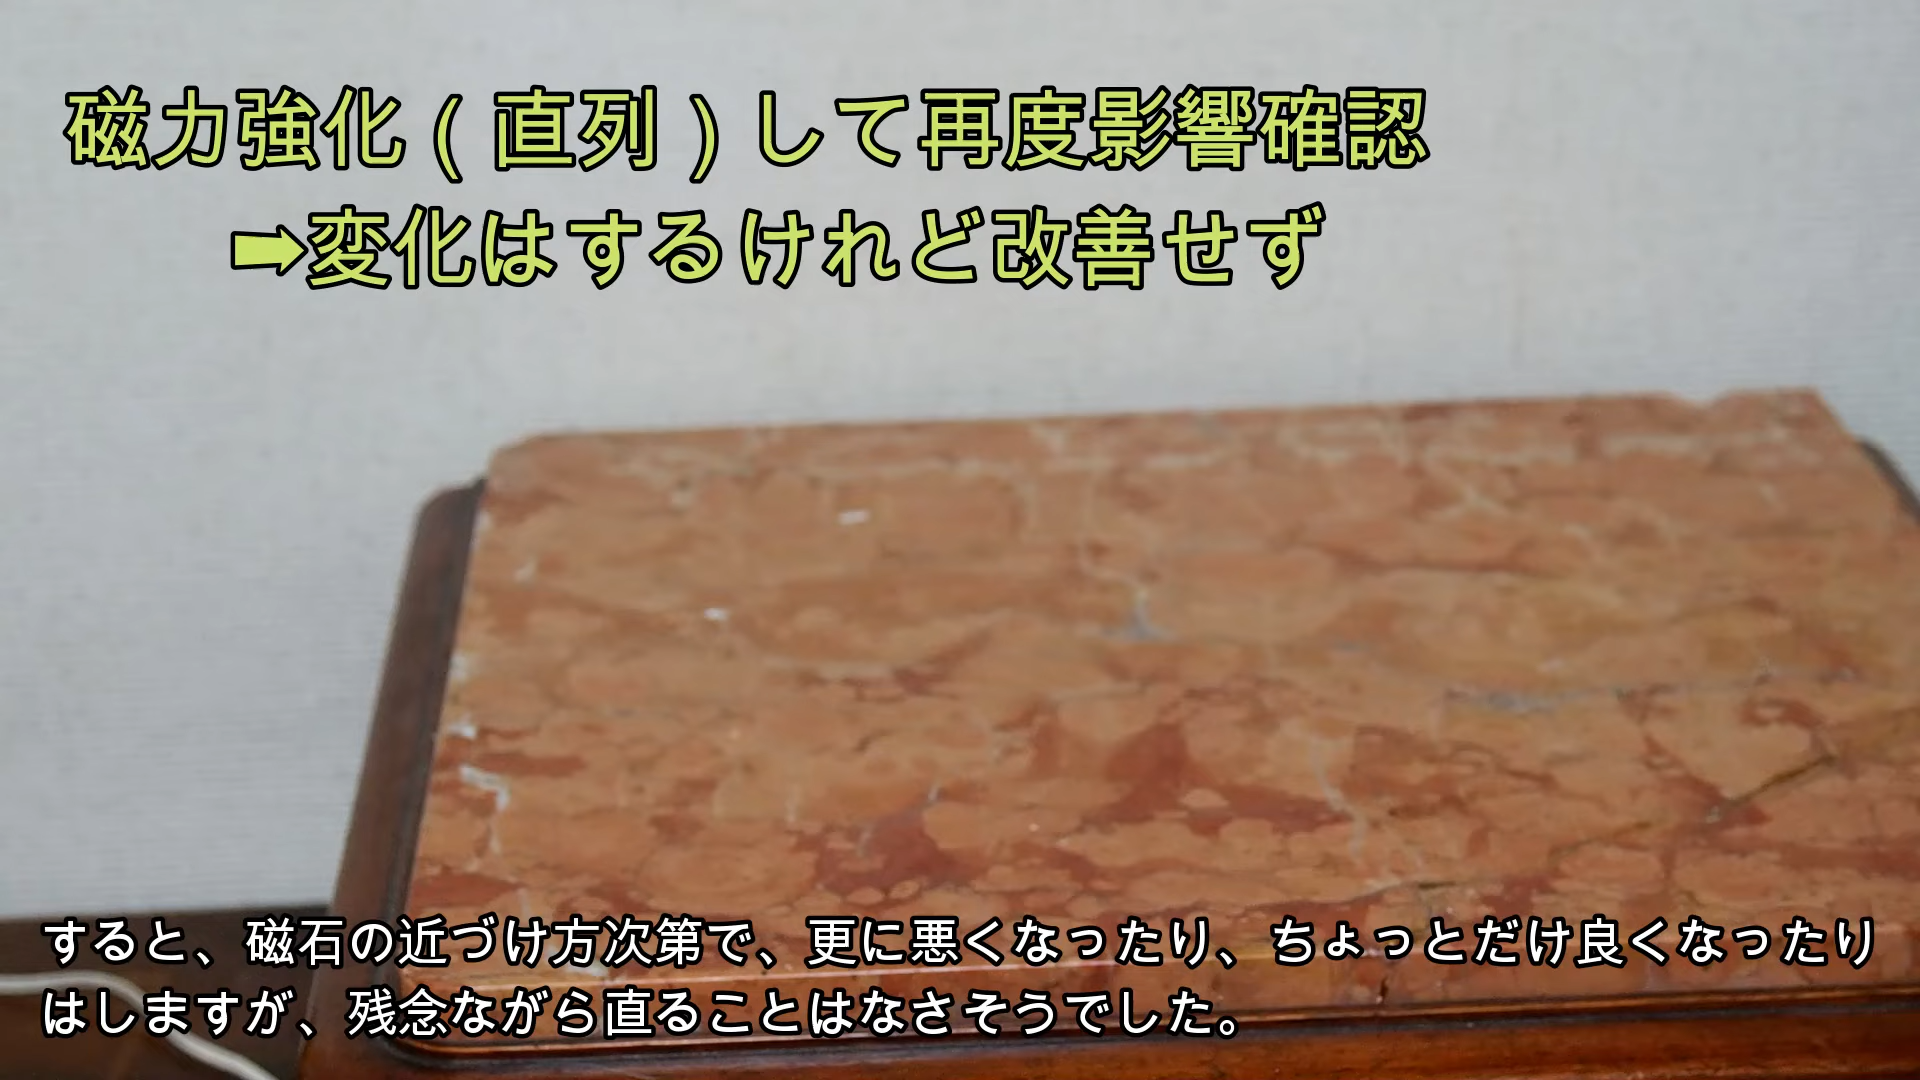 磁力強化(直列)して再度影響確認
➡変化はするけれど改善せず
すると、磁石の近づけ方次第で、更に悪くなったり、ちょっとだけ良くなったり
はしますが、残念ながら直ることはなさそうでした。